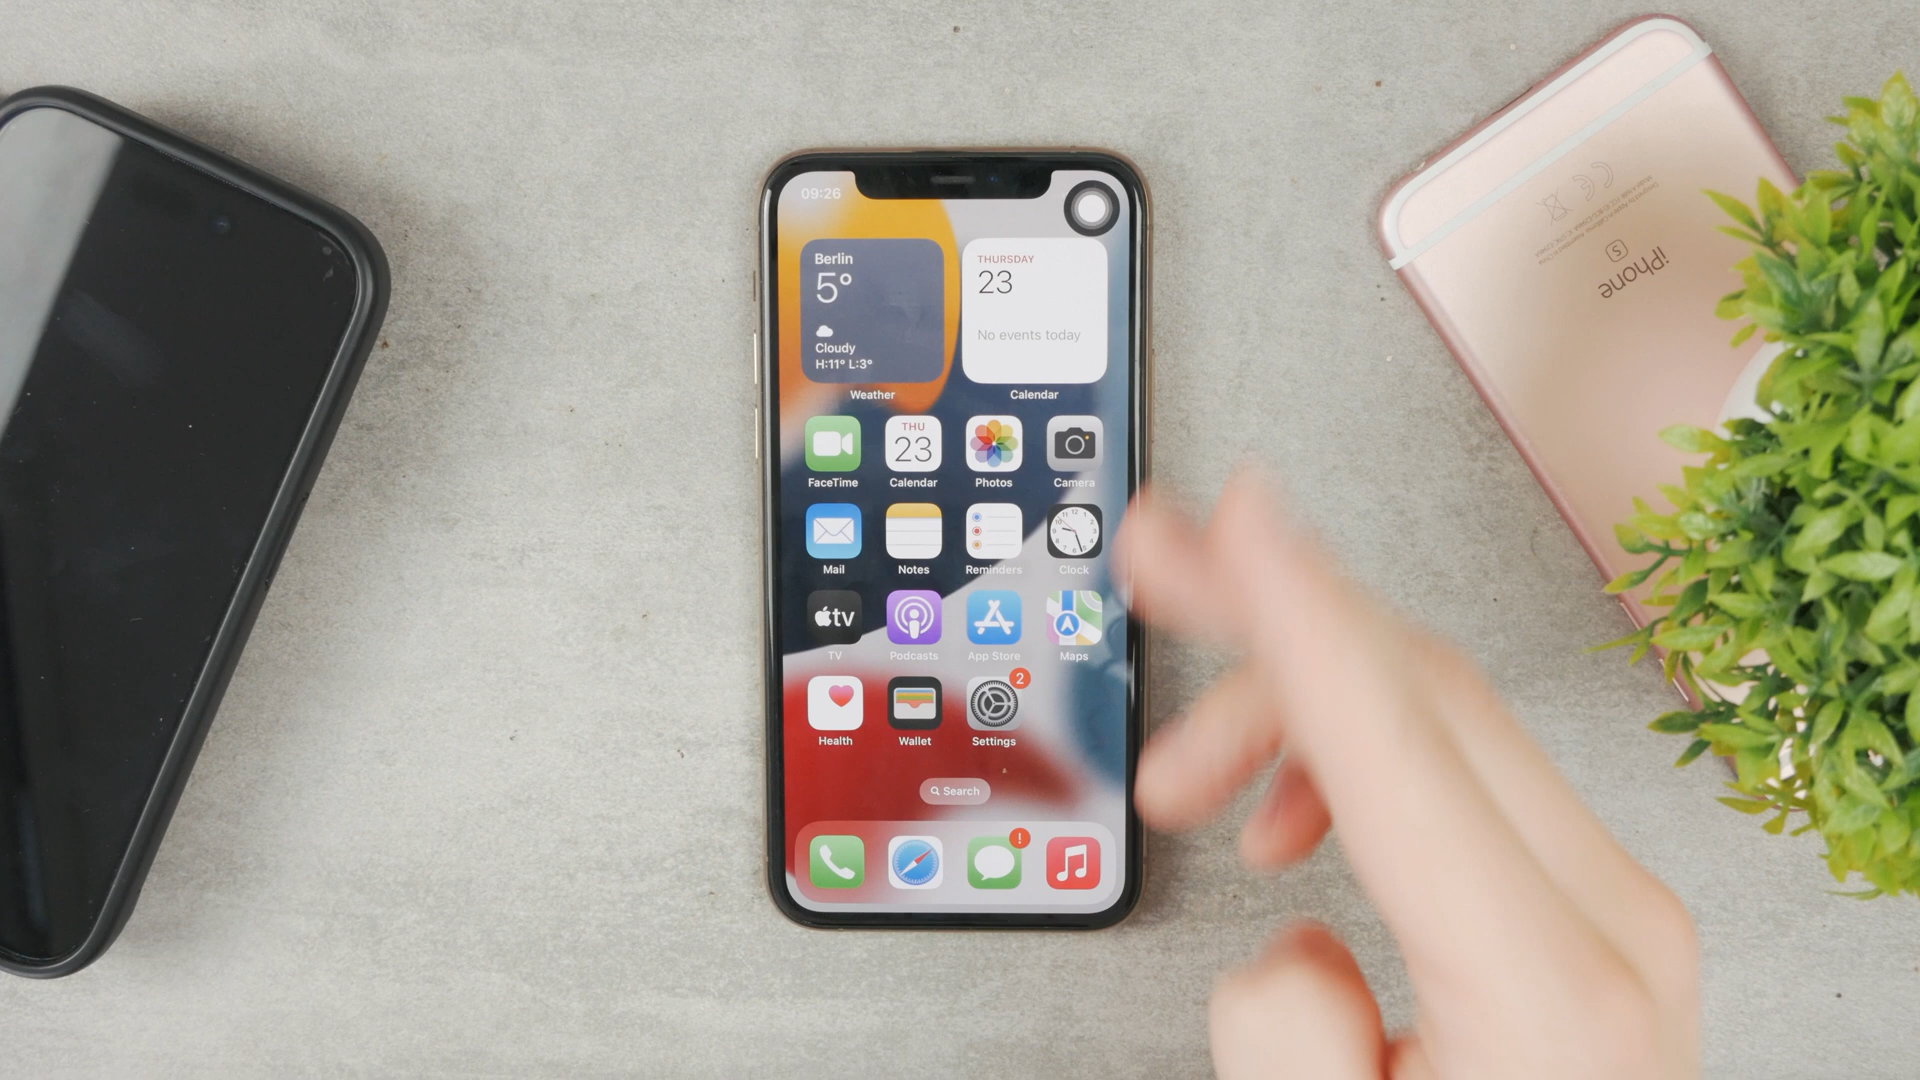 09:26
Berlin
5°
Cloudy
H:11° L:3°
Weather
THURSDAY
23
No events today
Calendar
THU
23
FaceTime
Calendar
Photos
Camera
Mail
Notes
Reminders
Clock
tv
TV
Podcasts
App Store
Maps
2
Health
Wallet
Settings
Search
!
iPhone
S